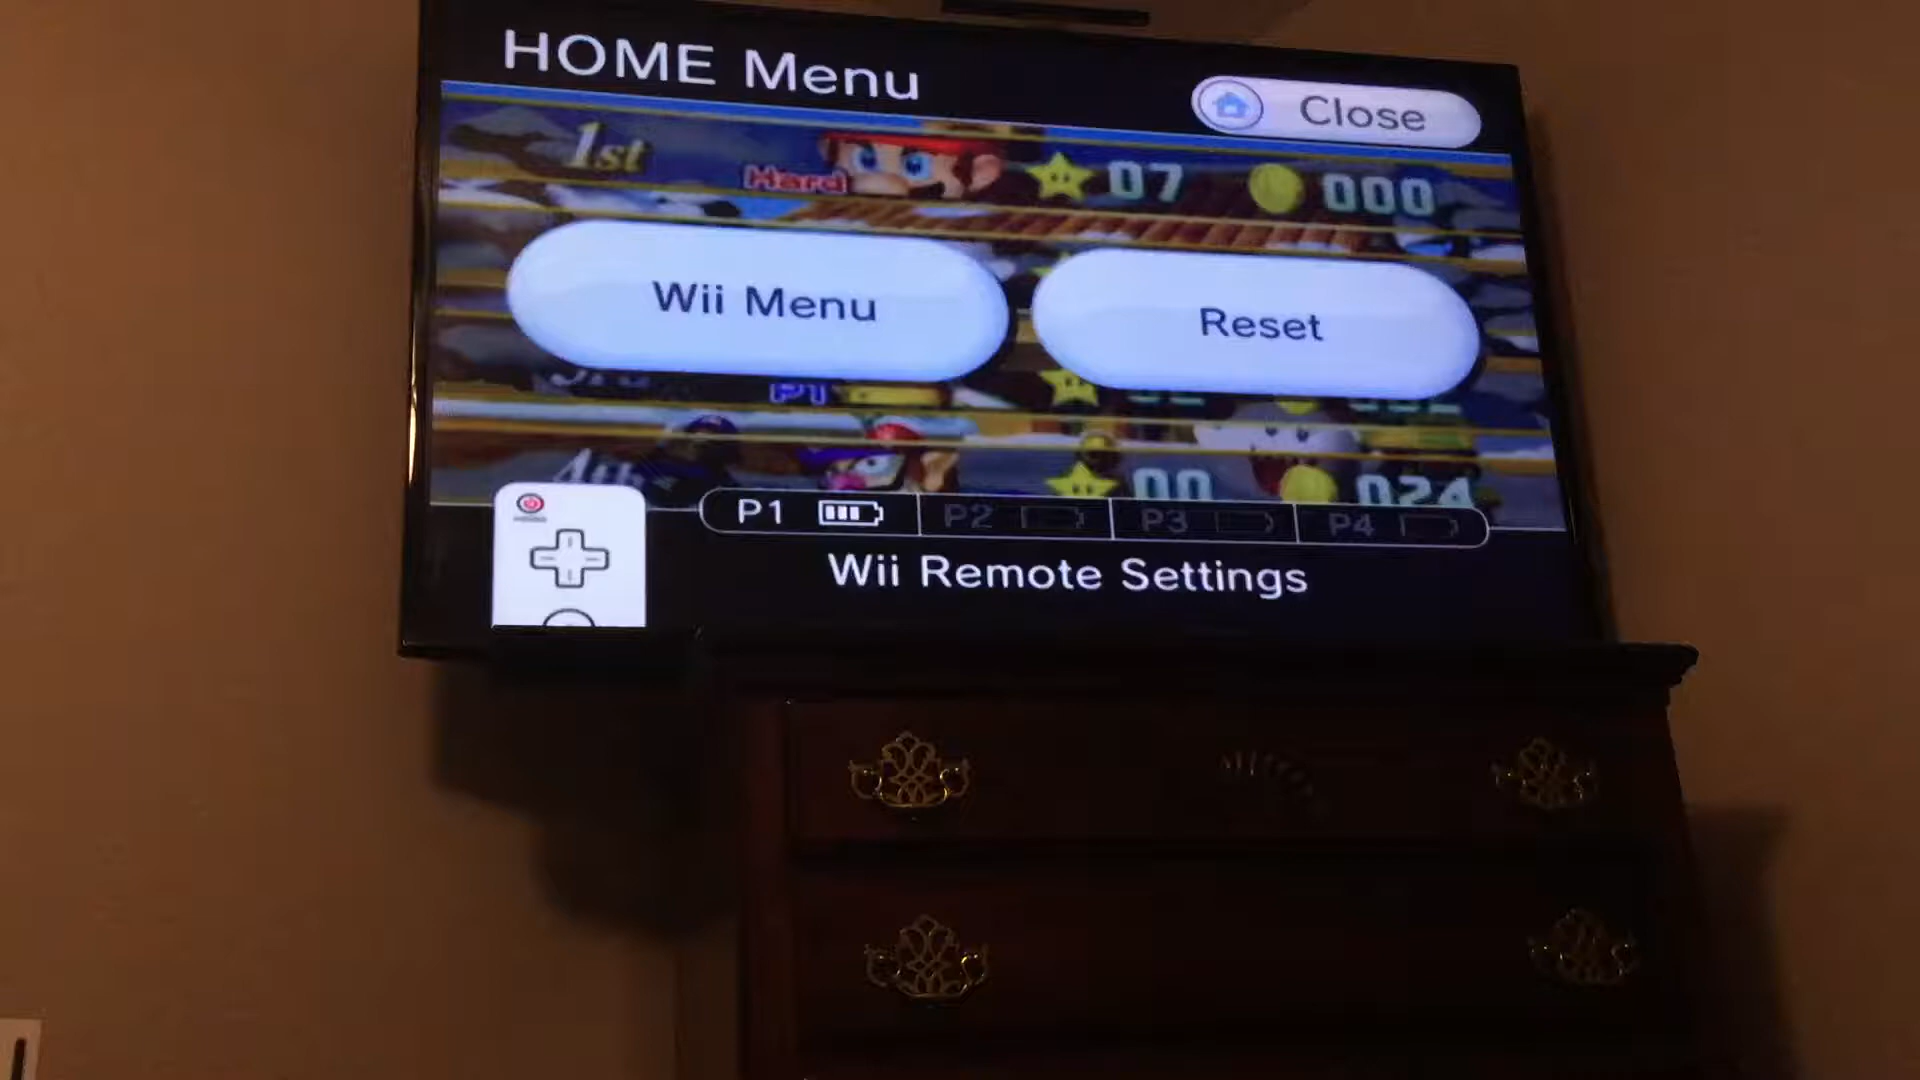 HOME Menu
Close
1st
Hard
07
000
Wii Menu
Reset
P1
4th
00
024
P1
P2
P3
P4
Wii Remote Settings